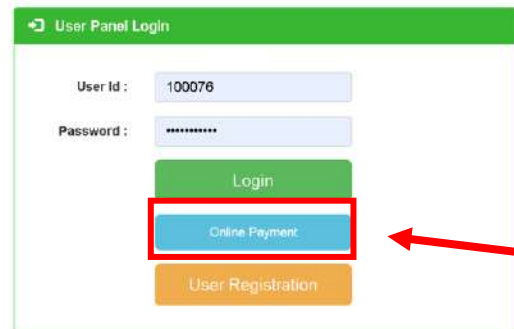 User Panel Login
User Id : 100076
Password : •••••••••••
Login
Online Payment
User Registration